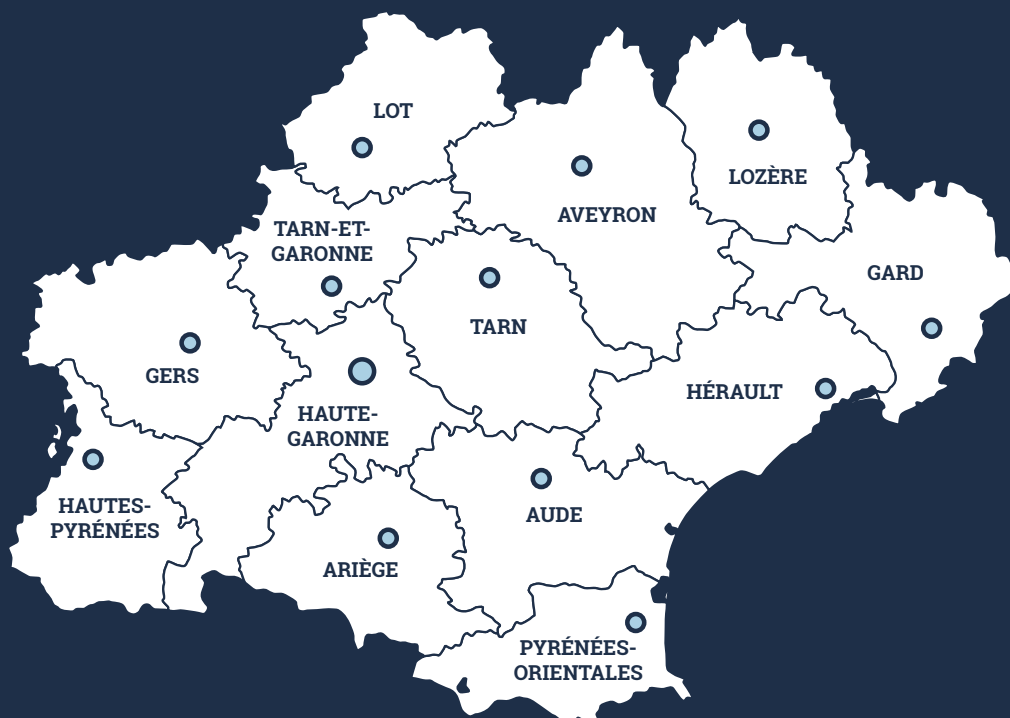 LOT
LOZÈRE
AVEYRON
TARN-ET-
GARONNE
GARD
TARN
GERS
HÉRAULT
HAUTE-
GARONNE
HAUTES-
PYRÉNÉES
AUDE
ARIÈGE
PYRÉNÉES-
ORIENTALES